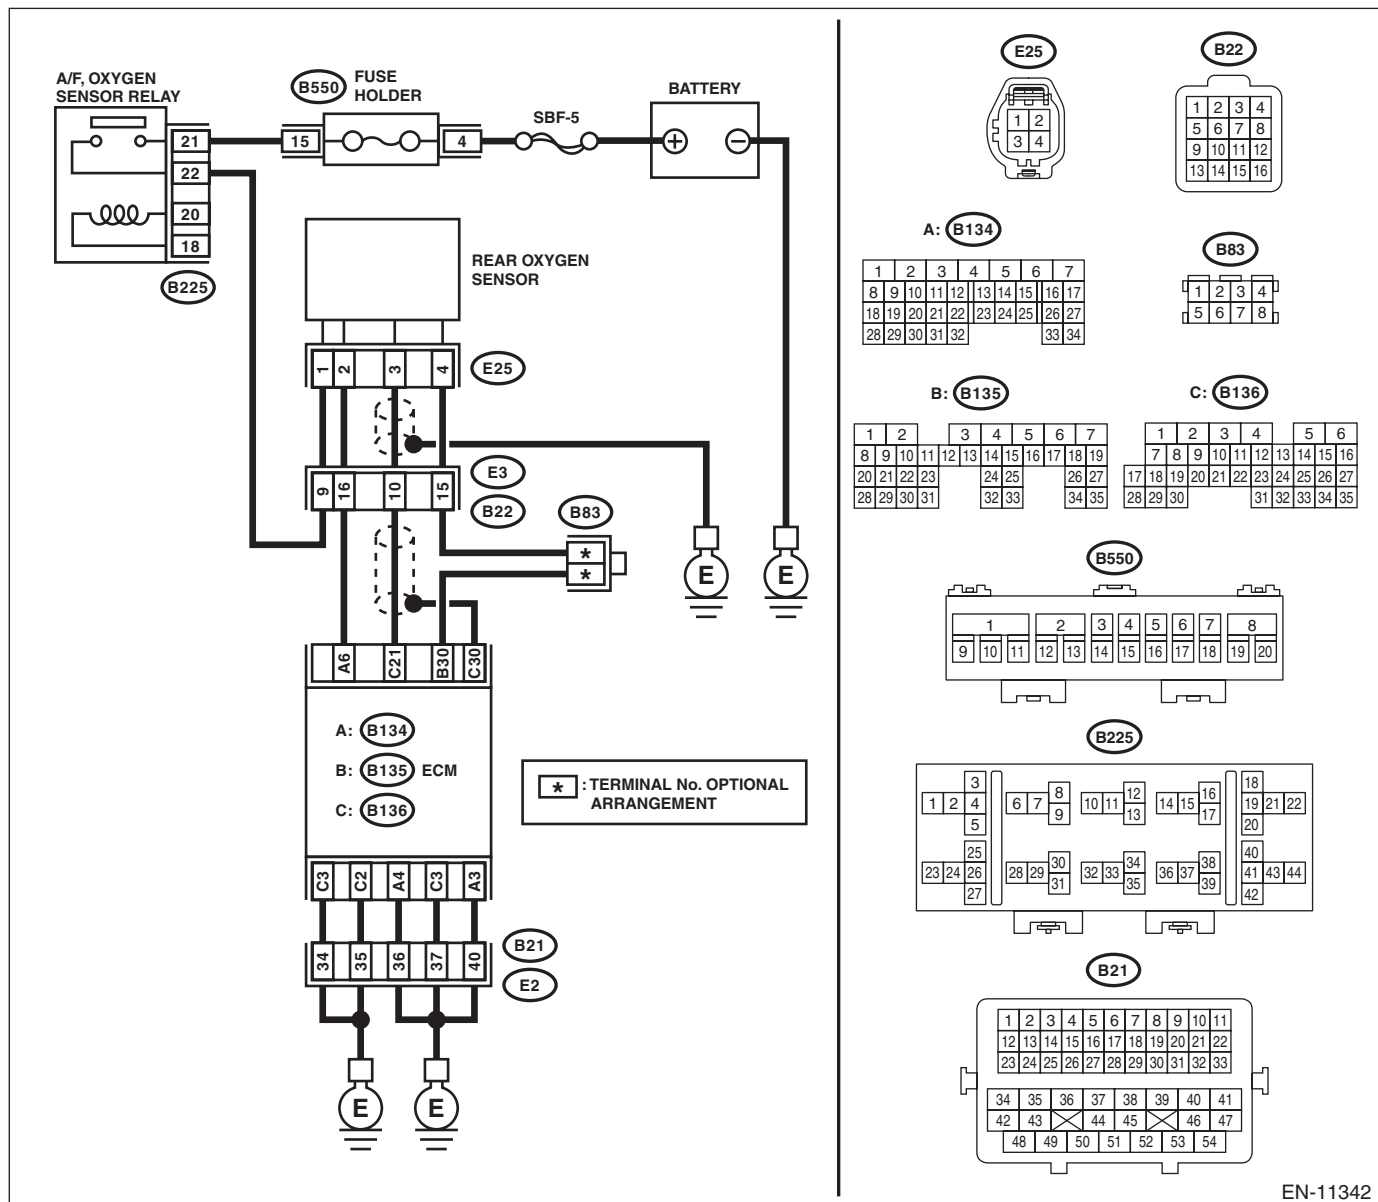 A/F, OXYGEN
SENSOR RELAY
B550
FUSE
HOLDER
SBF-5
BATTERY
21
22
20
18
15
4
+
−
B225
REAR OXYGEN
SENSOR
1 2 3 4
E25
9 16 10 15
E3
B22
B83
*
*
E
E
A6 C21 B30 C30
A: B134
B: B135 ECM
C: B136
* : TERMINAL No. OPTIONAL
ARRANGEMENT
C3 C2 A4 C3 A3
34 35 36 37 40
B21
E2
E
E
E25
1 2
3 4
B22
1 2 3 4
5 6 7 8
9 10 11 12
13 14 15 16
A: B134
1 2 3 4 5 6 7
8 9 10 11 12 13 14 15 16 17
18 19 20 21 22 23 24 25 26 27
28 29 30 31 32 33 34
B83
1 2 3 4
5 6 7 8
B: B135
1 2 3 4 5 6 7
8 9 10 11 12 13 14 15 16 17 18 19
20 21 22 23 24 25 26 27
28 29 30 31 32 33 34 35
C: B136
1 2 3 4 5 6
7 8 9 10 11 12 13 14 15 16
17 18 19 20 21 22 23 24 25 26 27
28 29 30 31 32 33 34 35
B550
1 2 3 4 5 6 7 8
9 10 11 12 13 14 15 16 17 18 19 20
B225
3 8 12 16 18
1 2 4 6 7 10 11 14 15 19 21 22
5 9 13 17 20
25 30 34 38 40
23 24 26 28 29 32 33 36 37 41 43 44
27 31 35 39 42
B21
1 2 3 4 5 6 7 8 9 10 11
12 13 14 15 16 17 18 19 20 21 22
23 24 25 26 27 28 29 30 31 32 33
34 35 36 37 38 39 40 41
42 43 44 45 46 47
48 49 50 51 52 53 54
EN-11342